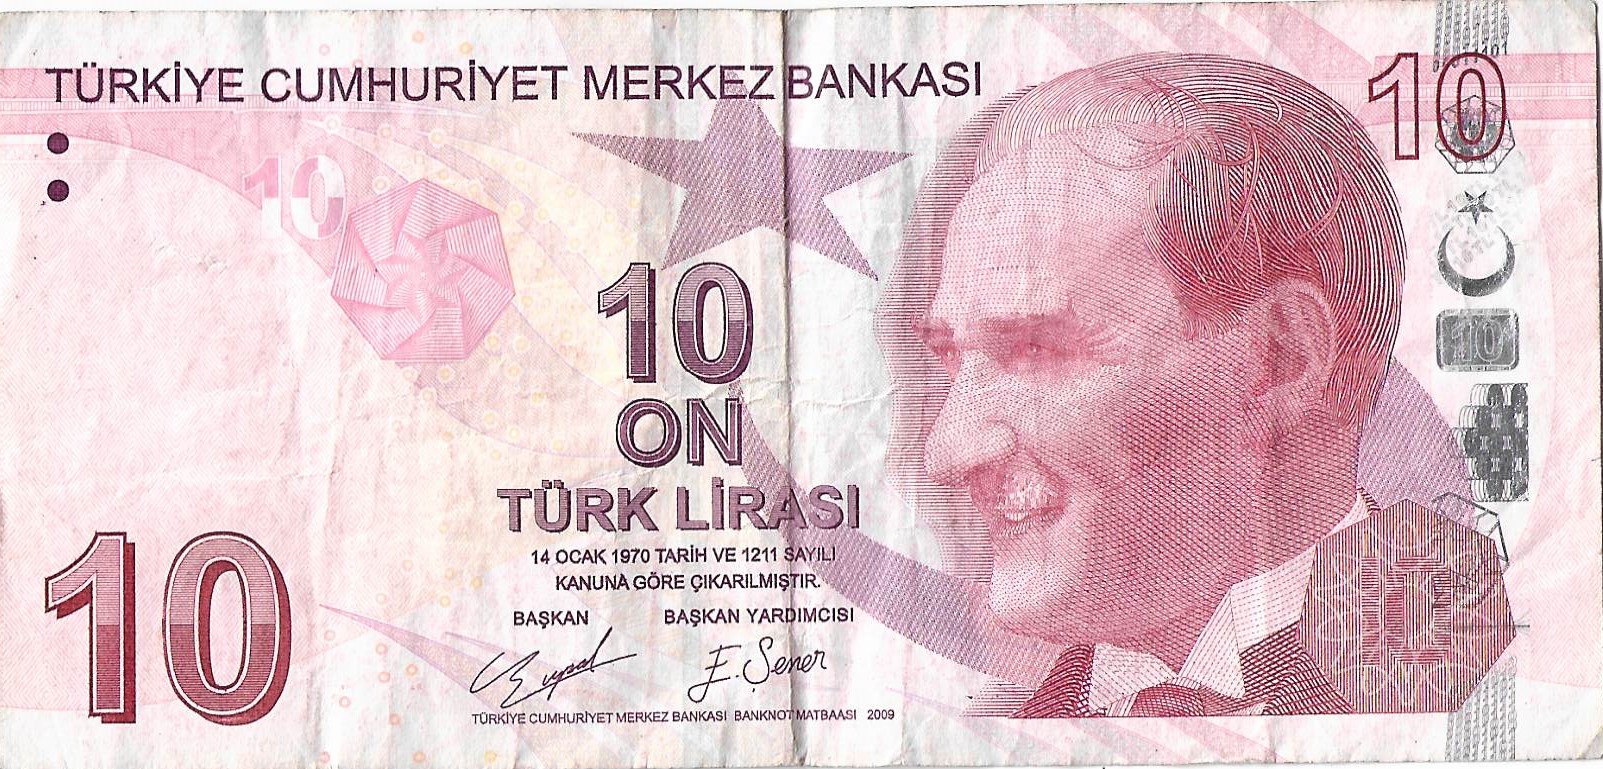 TÜRKİYE CUMHURİYET MERKEZ BANKASI
10
10
10
10
ON
TÜRK LİRASI
14 OCAK 1970 TARİH VE 1211 SAYILI
KANUNA GÖRE ÇIKARILMIŞTIR.
BAŞKAN BAŞKAN YARDIMCISI
E. Şener
10
TÜRKİYE CUMHURİYET MERKEZ BANKASI BANKNOT MATBAASI 2009